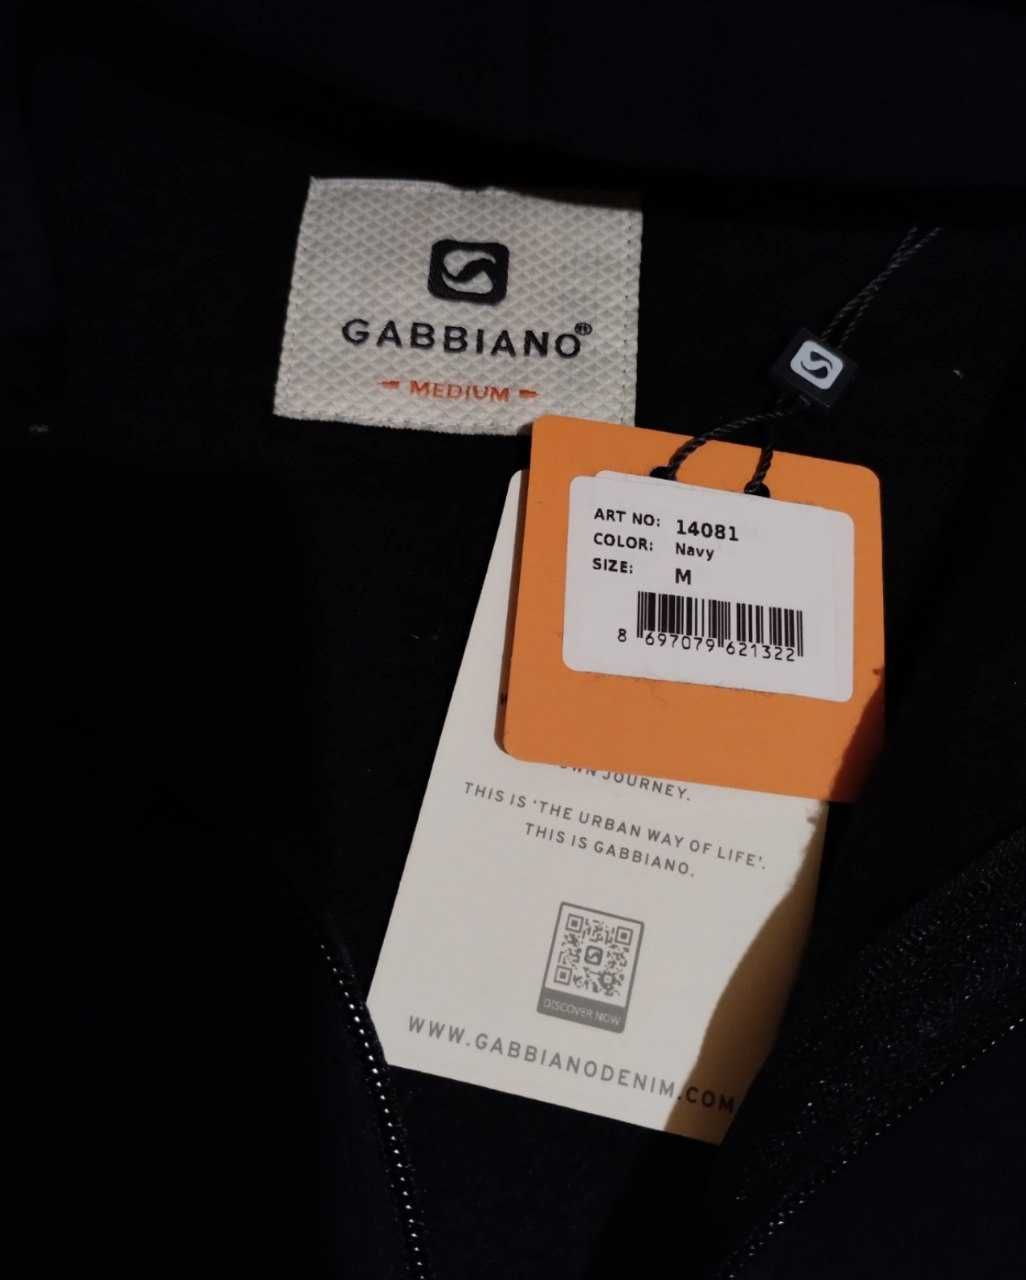 GABBIANO
MEDIUM
ART NO: 14081
COLOR: Navy
SIZE: M
8 697079 621322
OWN JOURNEY.
THIS IS 'THE URBAN WAY OF LIFE'.
THIS IS GABBIANO.
DISCOVER NOW
WWW.GABBIANODENIM.COM